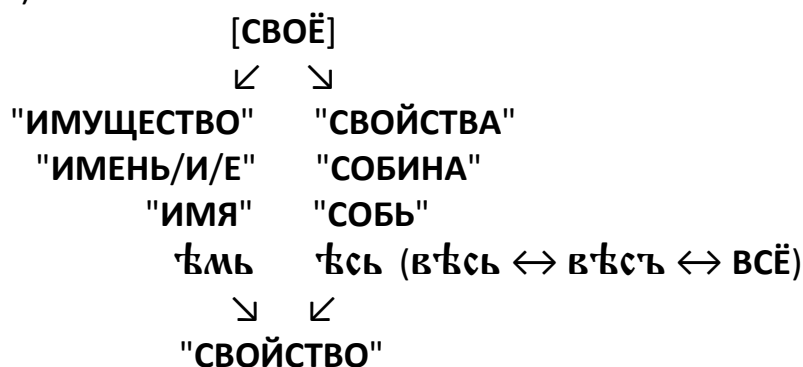 [СВОЁ]
↙ ↘
"ИМУЩЕСТВО" "СВОЙСТВА"
"ИМЕНЬ/И/Е" "СОБИНА"
"ИМЯ" "СОБЬ"
ѣмь ѣсь (вѣсь ↔ вѣсъ ↔ ВСЁ)
↘ ↙
"СВОЙСТВО"